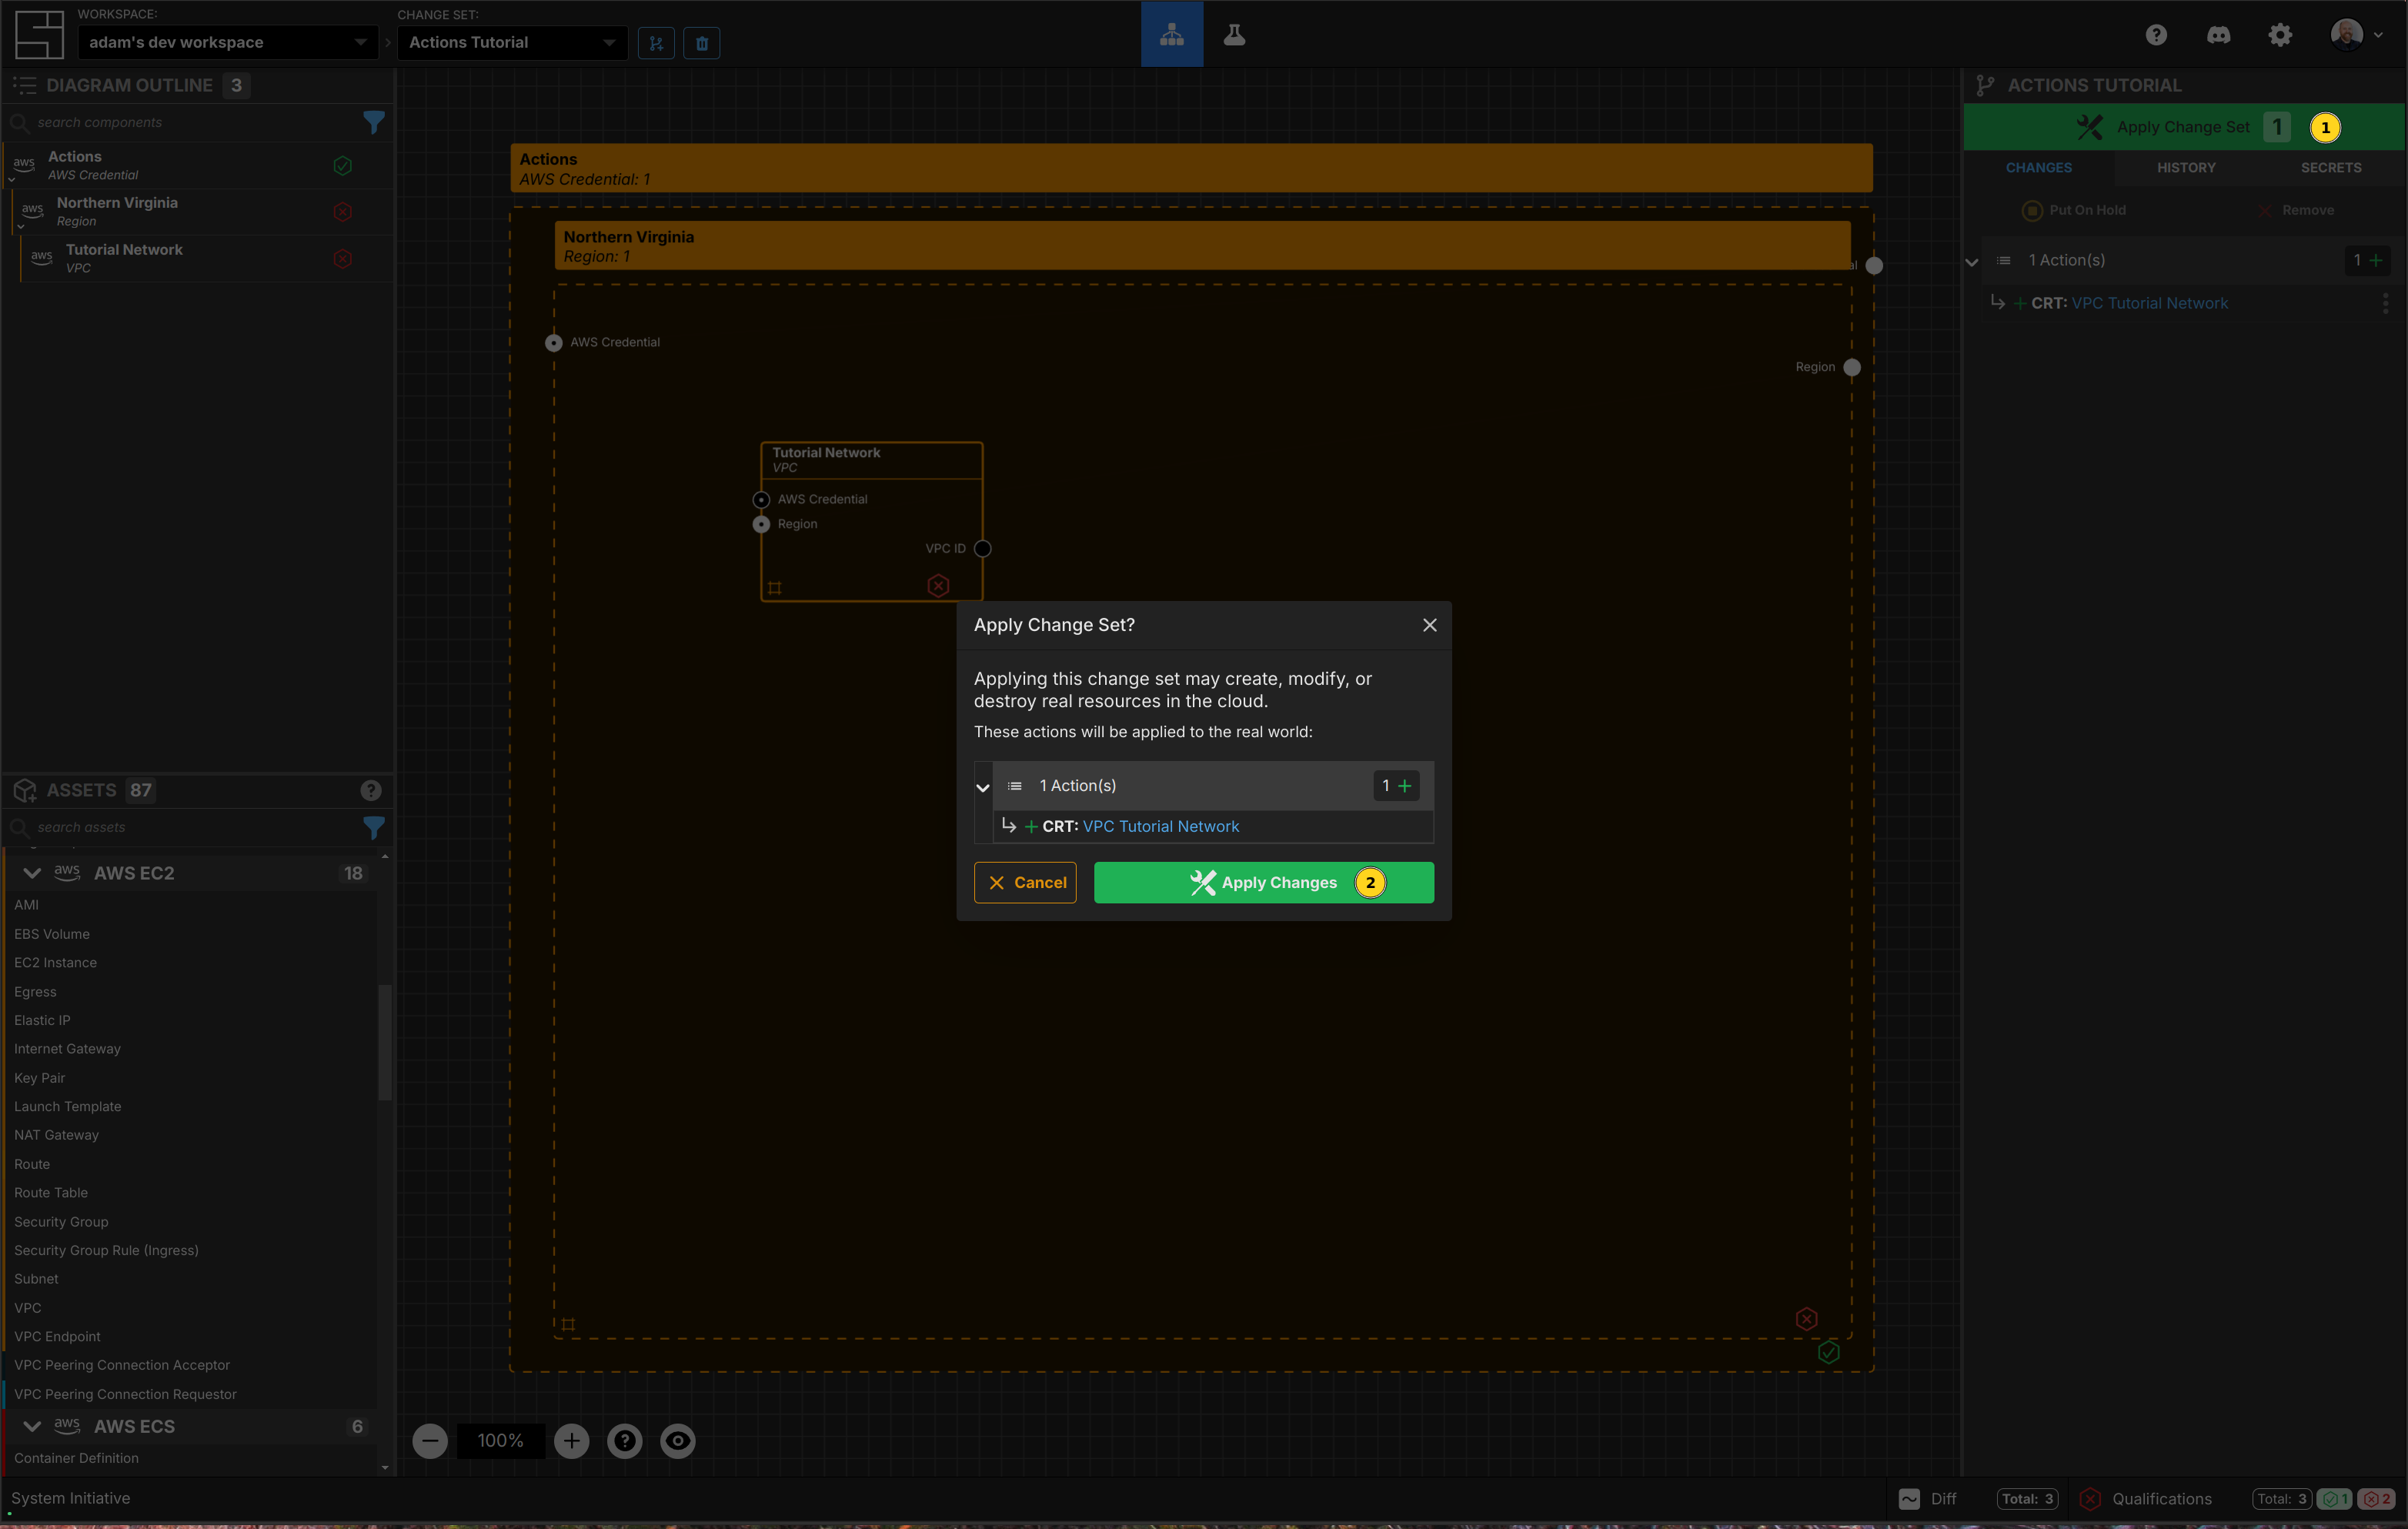 WORKSPACE:
adam's dev workspace
CHANGE SET:
Actions Tutorial
DIAGRAM OUTLINE 3
search components
aws
Actions
AWS Credential
aws
Northern Virginia
Region
aws
Tutorial Network
VPC
ASSETS 87
search assets
aws AWS EC2 18
AMI
EBS Volume
EC2 Instance
Egress
Elastic IP
Internet Gateway
Key Pair
Launch Template
NAT Gateway
Route
Route Table
Security Group
Security Group Rule (Ingress)
Subnet
VPC
VPC Endpoint
VPC Peering Connection Acceptor
VPC Peering Connection Requestor
aws AWS ECS 6
Container Definition
Actions
AWS Credential: 1
Northern Virginia
Region: 1
al
AWS Credential
Region
Tutorial Network
VPC
AWS Credential
Region
VPC ID
Apply Change Set?
Applying this change set may create, modify, or
destroy real resources in the cloud.
These actions will be applied to the real world:
1 Action(s) 1 +
+ CRT: VPC Tutorial Network
Cancel
Apply Changes 2
100%
ACTIONS TUTORIAL
Apply Change Set 1 1
CHANGES HISTORY SECRETS
Put On Hold Remove
1 Action(s) 1 +
+ CRT: VPC Tutorial Network
System Initiative
Diff Total: 3 Qualifications Total: 3 1 2